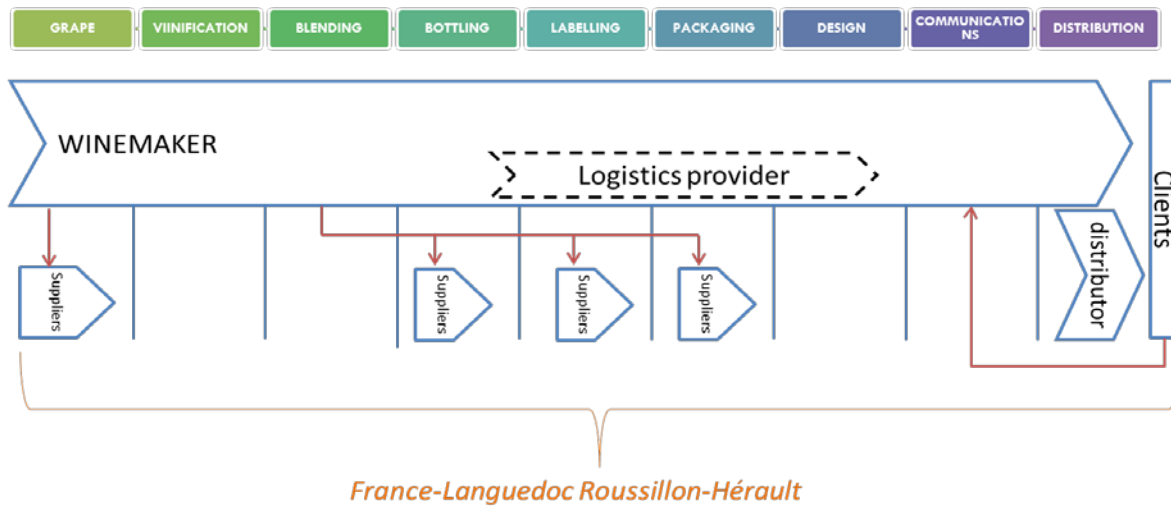 GRAPE
VIINIFICATION
BLENDING
BOTTLING
LABELLING
PACKAGING
DESIGN
COMMUNICATIO
NS
DISTRIBUTION
WINEMAKER
Logistics provider
Clients
distributor
Suppliers
Suppliers
Suppliers
Suppliers
France-Languedoc Roussillon-Hérault